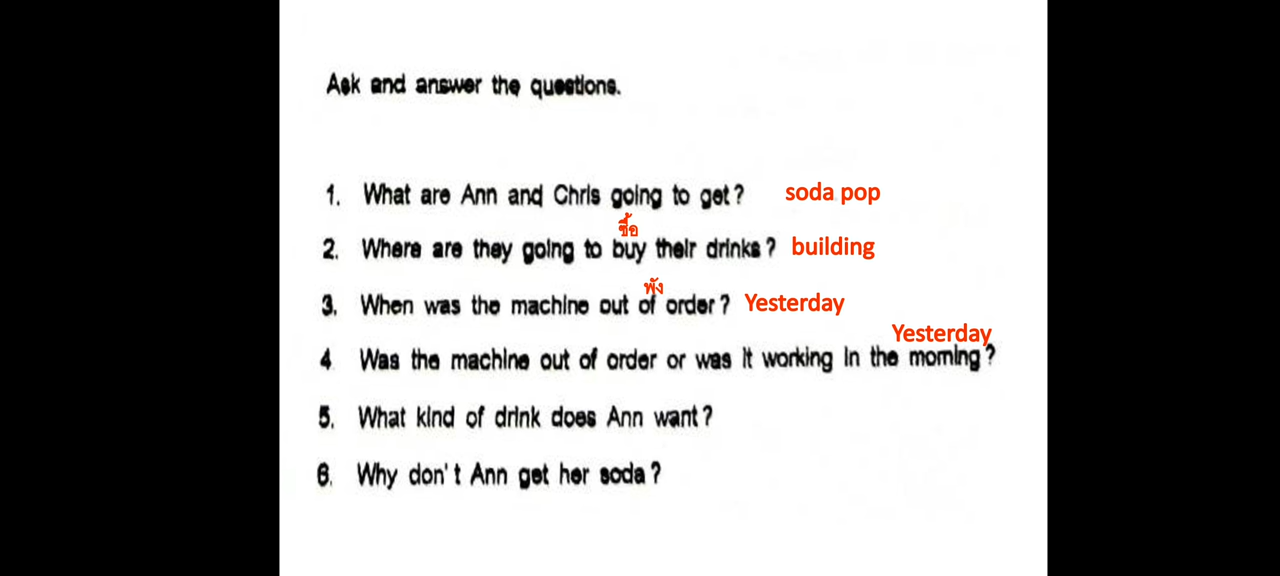 Ask and answer the questions.
1. What are Ann and Chris going to get? soda pop
ซื้อ
2. Where are they going to buy their drinks? building
พัง
3. When was the machine out of order? Yesterday
Yesterday
4 Was the machine out of order or was it working in the morning?
5. What kind of drink does Ann want?
6. Why don't Ann get her soda?